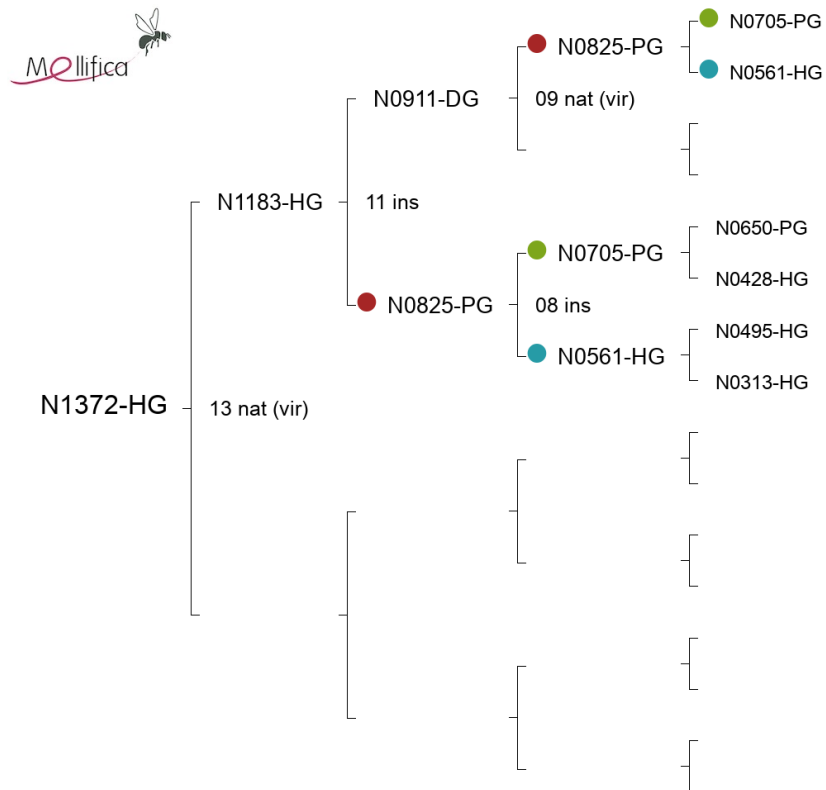 Mellifica
N0705-PG
N0825-PG
N0561-HG
N0911-DG
09 nat (vir)
N1183-HG
11 ins
N0650-PG
N0705-PG
N0428-HG
N0825-PG
08 ins
N0495-HG
N0561-HG
N0313-HG
N1372-HG
13 nat (vir)